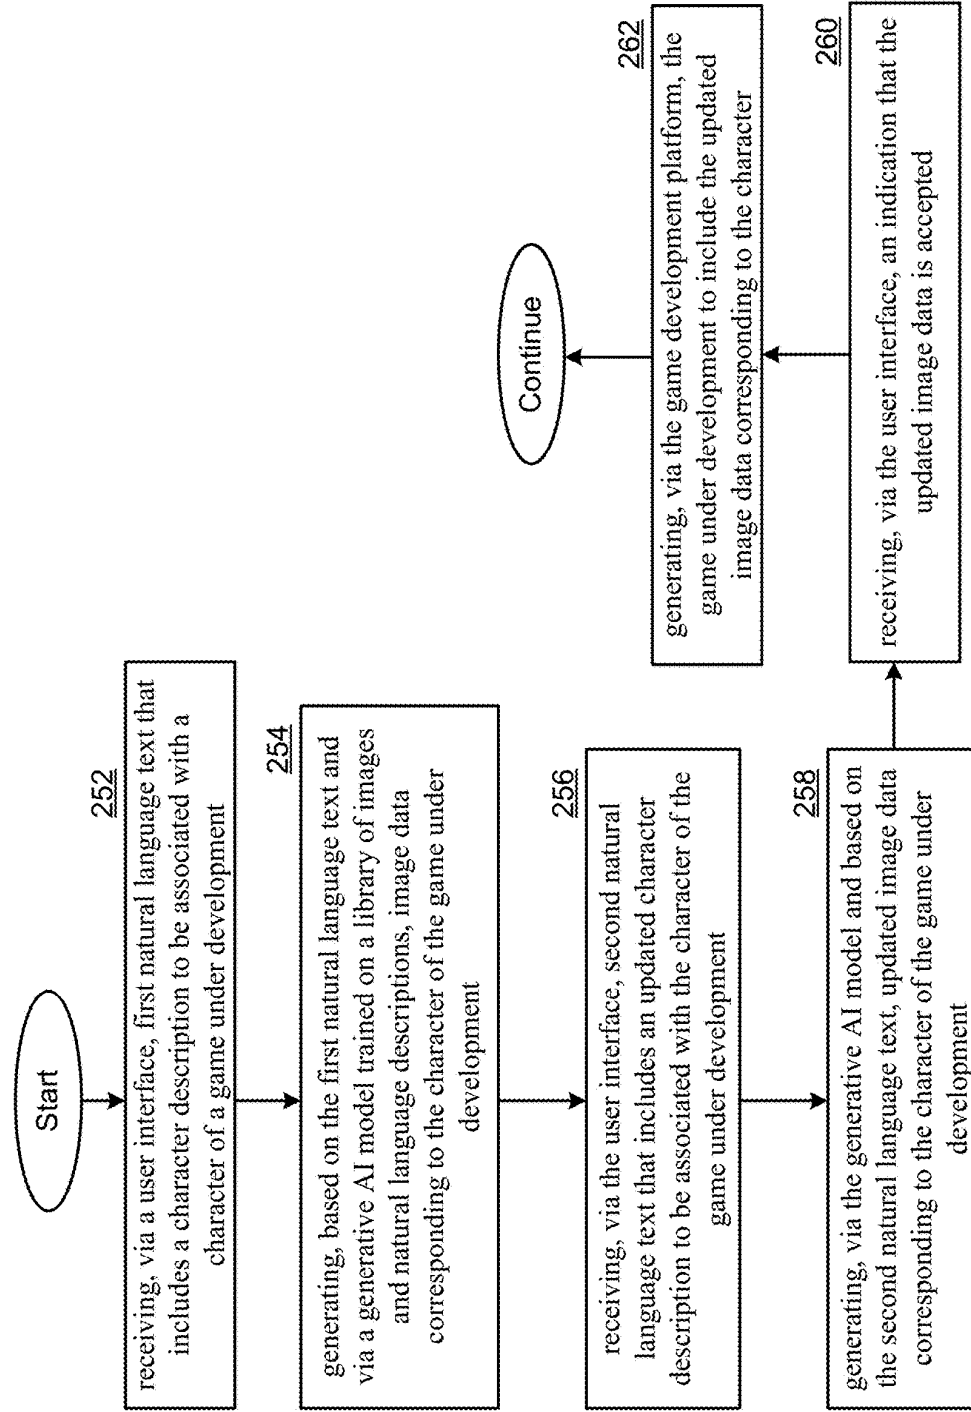 Start
252
receiving, via a user interface, first natural language text that
includes a character description to be associated with a
character of a game under development
254
generating, based on the first natural language text and
via a generative AI model trained on a library of images
and natural language descriptions, image data
corresponding to the character of the game under
development
256
receiving, via the user interface, second natural
language text that includes an updated character
description to be associated with the character of the
game under development
258
generating, via the generative AI model and based on
the second natural language text, updated image data
corresponding to the character of the game under
development
260
receiving, via the user interface, an indication that the
updated image data is accepted
262
generating, via the game development platform, the
game under development to include the updated
image data corresponding to the character
Continue